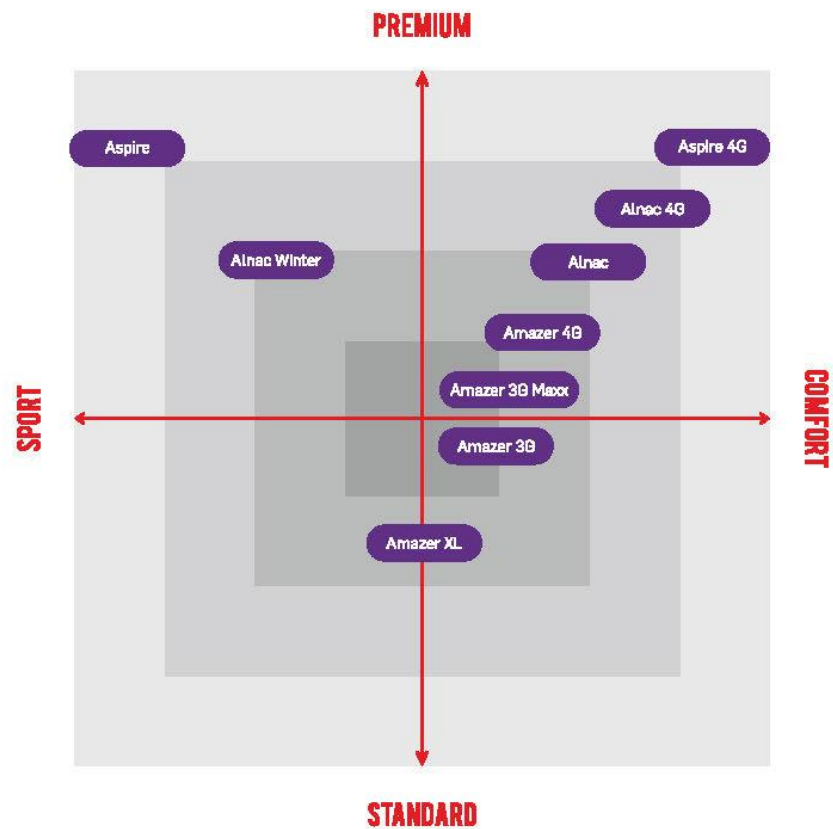 PREMIUM
Aspire
Aspire 4G
Alnac 4G
Alnac Winter
Alnac
Amazer 4G
Amazer 3G Maxx
SPORT
COMFORT
Amazer 3G
Amazer XL
STANDARD